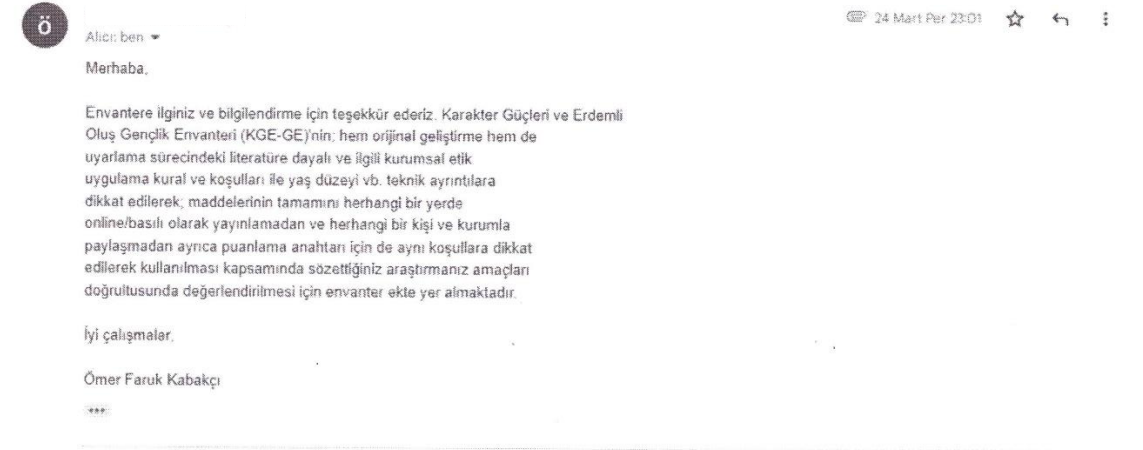 ö
24 Mart Per 23:01
Alıcı: ben
Merhaba,
Envantere ilginiz ve bilgilendirme için teşekkür ederiz. Karakter Güçleri ve Erdemli
Oluş Gençlik Envanteri (KGE-GE)'nin; hem orijinal geliştirme hem de
uyarlama sürecindeki literatüre dayalı ve ilgili kurumsal etik
uygulama kural ve koşulları ile yaş düzeyi vb. teknik ayrıntılara
dikkat edilerek; maddelerinin tamamını herhangi bir yerde
online/basılı olarak yayınlamadan ve herhangi bir kişi ve kurumla
paylaşmadan ayrıca puanlama anahtarı için de aynı koşullara dikkat
edilerek kullanılması kapsamında sözettiğiniz araştırmanız amaçları
doğrultusunda değerlendirilmesi için envanter ekte yer almaktadır.
İyi çalışmalar,
Ömer Faruk Kabakçı